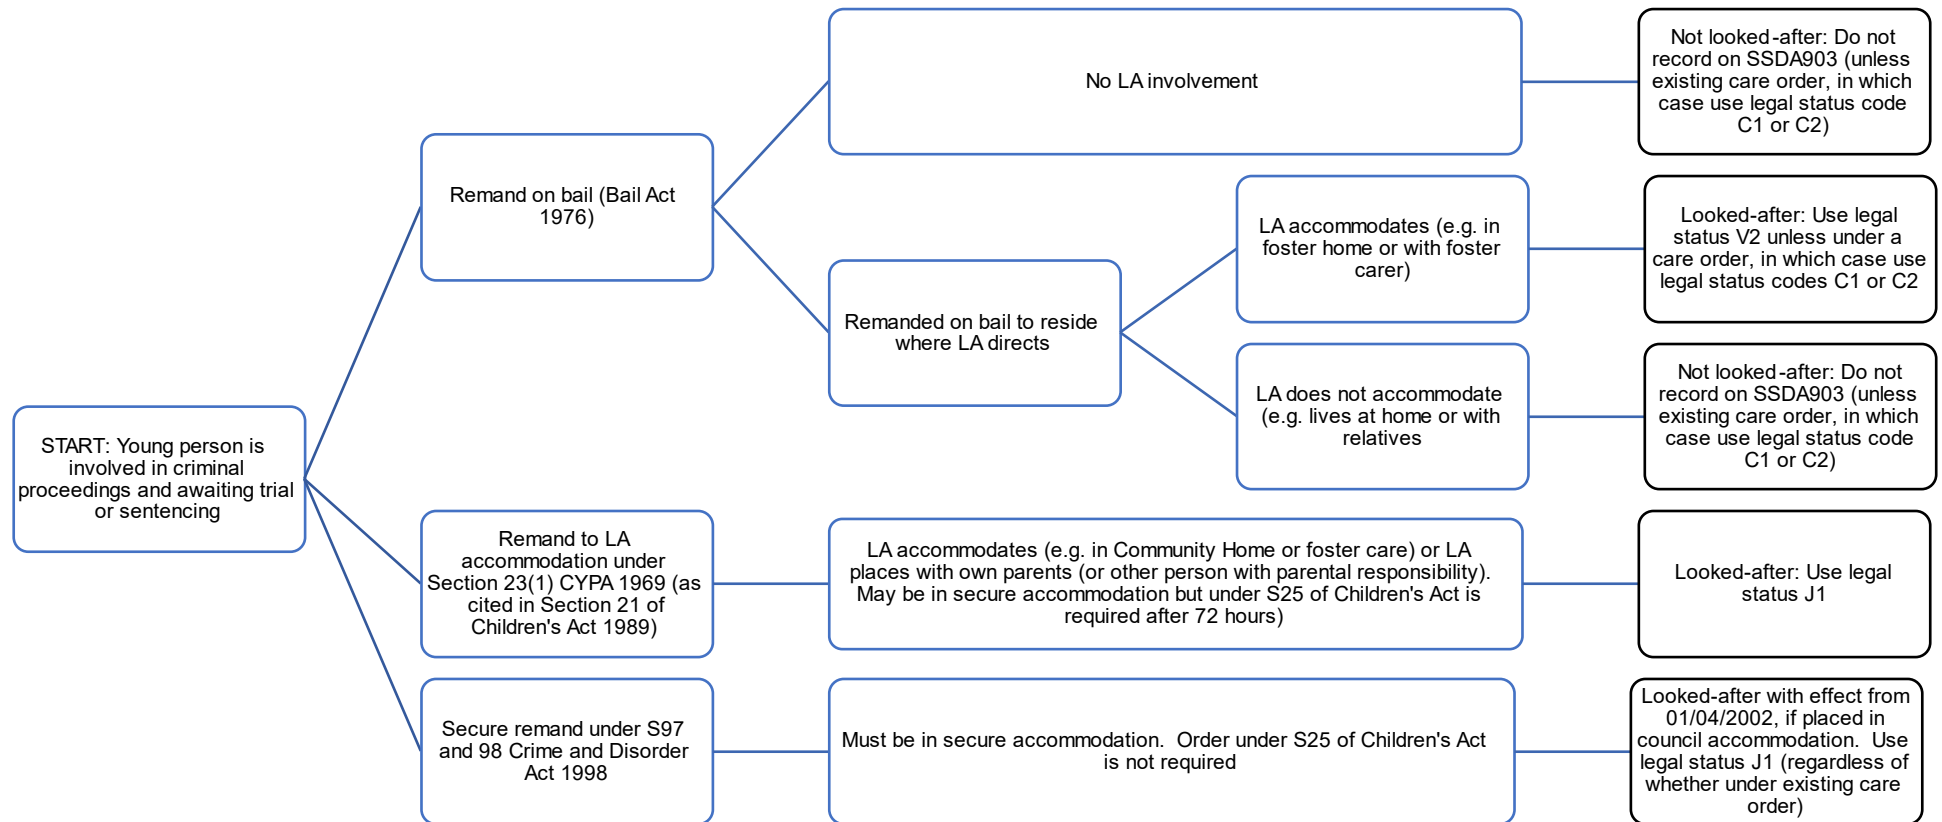 START: Young person is
involved in criminal
proceedings and awaiting trial
or sentencing
Remand on bail (Bail Act
1976)
No LA involvement
Not looked-after: Do not
record on SSDA903 (unless
existing care order, in which
case use legal status code
C1 or C2)
Remanded on bail to reside
where LA directs
LA accommodates (e.g. in
foster home or with foster
carer)
Looked-after: Use legal
status V2 unless under a
care order, in which case use
legal status codes C1 or C2
LA does not accommodate
(e.g. lives at home or with
relatives
Not looked-after: Do not
record on SSDA903 (unless
existing care order, in which
case use legal status code
C1 or C2)
Remand to LA
accommodation under
Section 23(1) CYPA 1969 (as
cited in Section 21 of
Children's Act 1989)
LA accommodates (e.g. in Community Home or foster care) or LA
places with own parents (or other person with parental responsibility).
May be in secure accommodation but under S25 of Children's Act is
required after 72 hours)
Looked-after: Use legal
status J1
Secure remand under S97
and 98 Crime and Disorder
Act 1998
Must be in secure accommodation.  Order under S25 of Children's Act
is not required
Looked-after with effect from
01/04/2002, if placed in
council accommodation.  Use
legal status J1 (regardless of
whether under existing care
order)